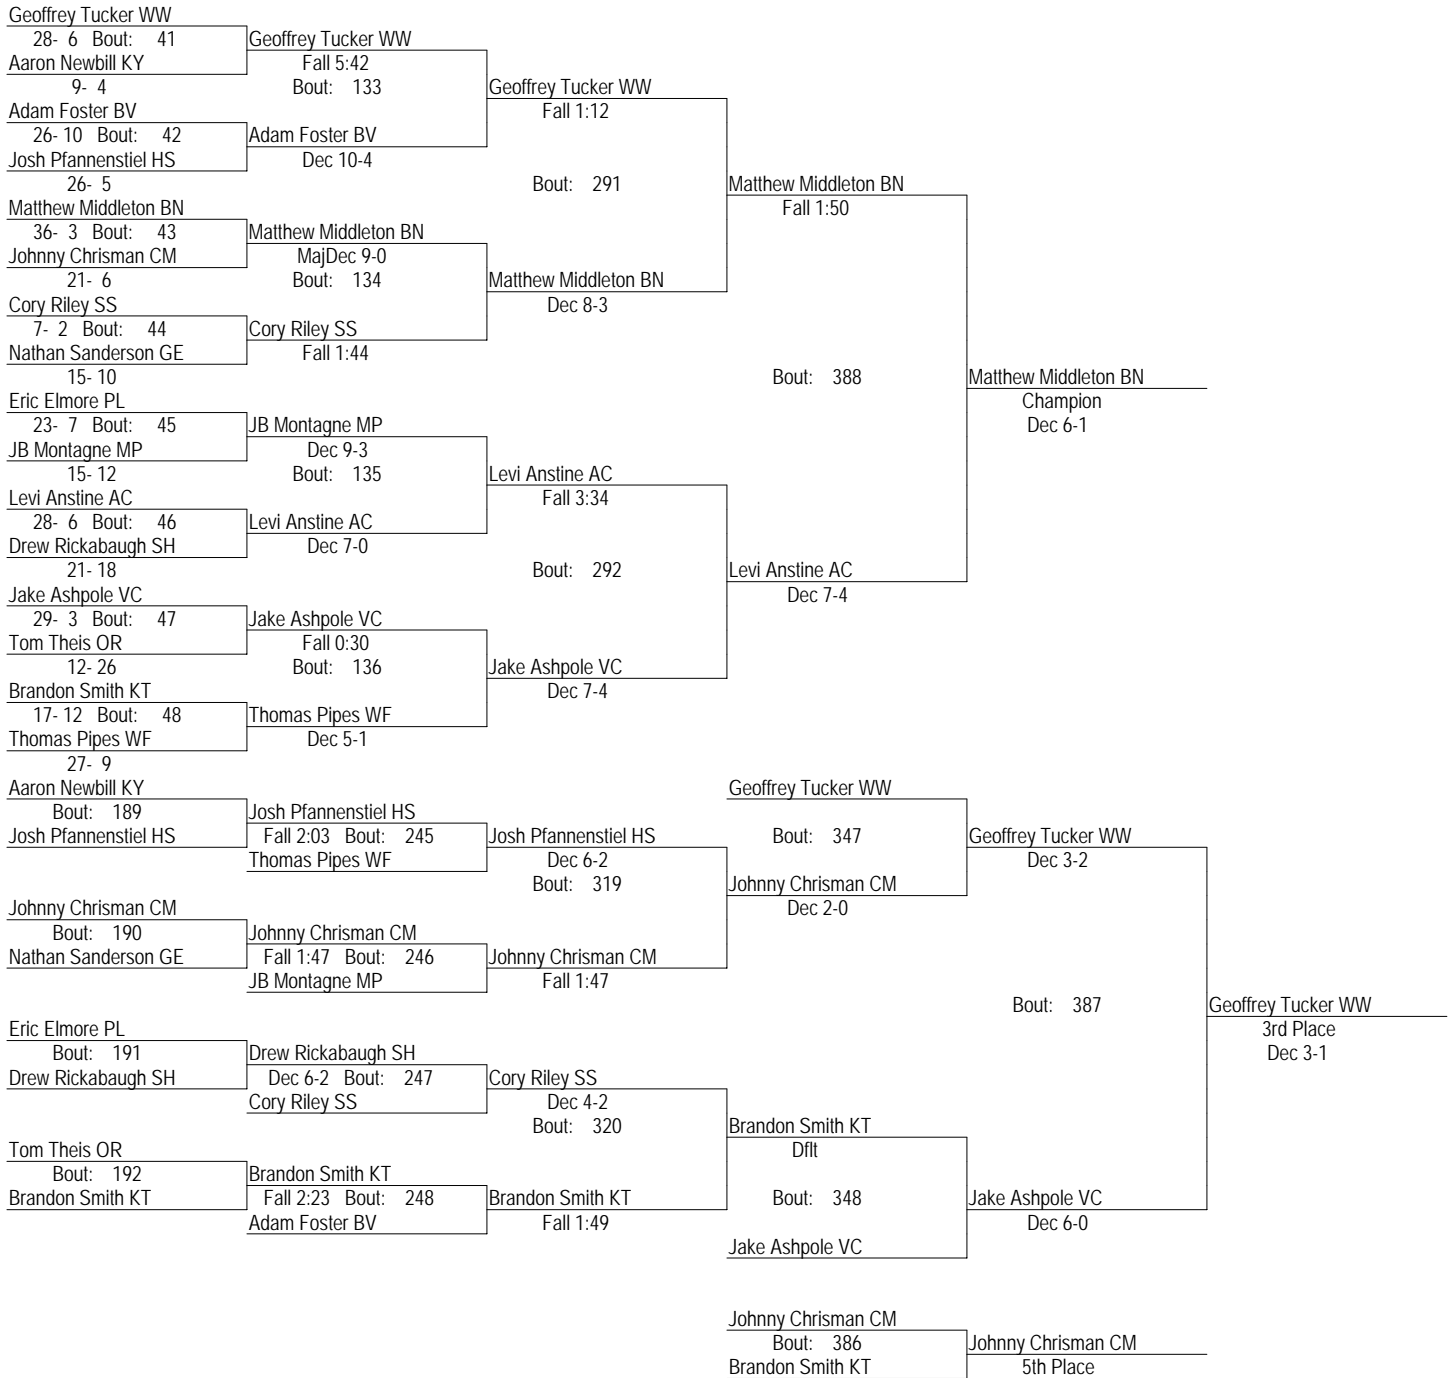 Geoffrey Tucker WW
28- 6 Bout: 41 Geoffrey Tucker WW
Aaron Newbill KY Fall 5:42
9- 4 Bout: 133 Geoffrey Tucker WW
Adam Foster BV Fall 1:12
26- 10 Bout: 42 Adam Foster BV
Josh Pfannenstiel HS Dec 10-4
26- 5 Bout: 291 Matthew Middleton BN
Matthew Middleton BN Fall 1:50
36- 3 Bout: 43 Matthew Middleton BN
Johnny Chrisman CM MajDec 9-0
21- 6 Bout: 134 Matthew Middleton BN
Cory Riley SS Dec 8-3
7- 2 Bout: 44 Cory Riley SS
Nathan Sanderson GE Fall 1:44
15- 10 Bout: 388 Matthew Middleton BN
Eric Elmore PL Champion
23- 7 Bout: 45 JB Montagne MP Dec 6-1
JB Montagne MP Dec 9-3
15- 12 Bout: 135 Levi Anstine AC
Levi Anstine AC Fall 3:34
28- 6 Bout: 46 Levi Anstine AC
Drew Rickabaugh SH Dec 7-0
21- 18 Bout: 292 Levi Anstine AC
Jake Ashpole VC Dec 7-4
29- 3 Bout: 47 Jake Ashpole VC
Tom Theis OR Fall 0:30
12- 26 Bout: 136 Jake Ashpole VC
Brandon Smith KT Dec 7-4
17- 12 Bout: 48 Thomas Pipes WF
Thomas Pipes WF Dec 5-1
27- 9
Aaron Newbill KY Geoffrey Tucker WW
Bout: 189 Josh Pfannenstiel HS
Josh Pfannenstiel HS Fall 2:03 Bout: 245 Josh Pfannenstiel HS Bout: 347 Geoffrey Tucker WW
Thomas Pipes WF Dec 6-2 Dec 3-2
Bout: 319 Johnny Chrisman CM
Johnny Chrisman CM Dec 2-0
Bout: 190 Johnny Chrisman CM
Nathan Sanderson GE Fall 1:47 Bout: 246 Johnny Chrisman CM
JB Montagne MP Fall 1:47
Bout: 387 Geoffrey Tucker WW
Eric Elmore PL 3rd Place
Bout: 191 Drew Rickabaugh SH Dec 3-1
Drew Rickabaugh SH Dec 6-2 Bout: 247 Cory Riley SS
Cory Riley SS Dec 4-2
Bout: 320 Brandon Smith KT
Tom Theis OR Dflt
Bout: 192 Brandon Smith KT
Brandon Smith KT Fall 2:23 Bout: 248 Brandon Smith KT Bout: 348 Jake Ashpole VC
Adam Foster BV Fall 1:49 Dec 6-0
Jake Ashpole VC
Johnny Chrisman CM
Bout: 386 Johnny Chrisman CM
Brandon Smith KT 5th Place